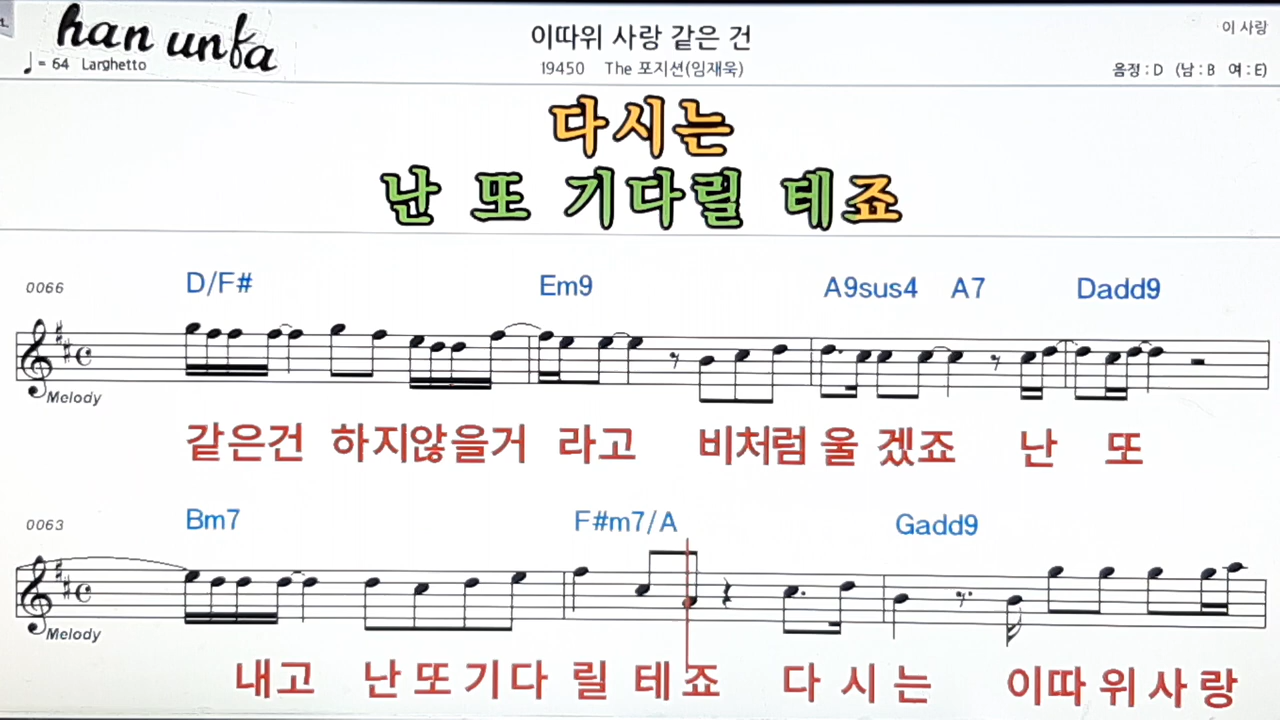 han unfa
♩= 64 Larghetto
이따위 사랑 같은 건
19450 The 포지션(임재욱)
이 사랑
음정 : D (남 : B 여 : E)
다시는
난 또 기다릴 테죠
0066
D/F# Em9 A9sus4 A7 Dadd9
Melody
같은건 하지않을거 라고 비처럼 울 겠죠 난 또
0063
Bm7 F#m7/A Gadd9
Melody
내고 난 또 기 다 릴 테 죠 다 시 는 이따 위 사 랑